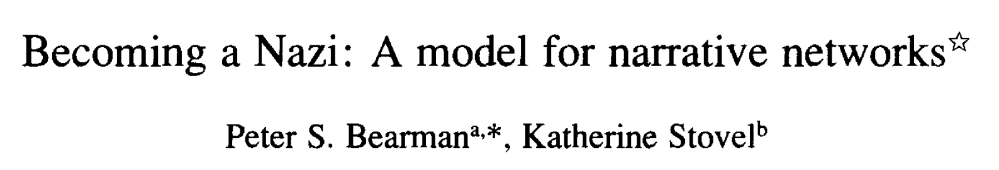 Becoming a Nazi: A model for narrative networks☆
Peter S. Bearmanᵃ,*, Katherine Stovelᵇ